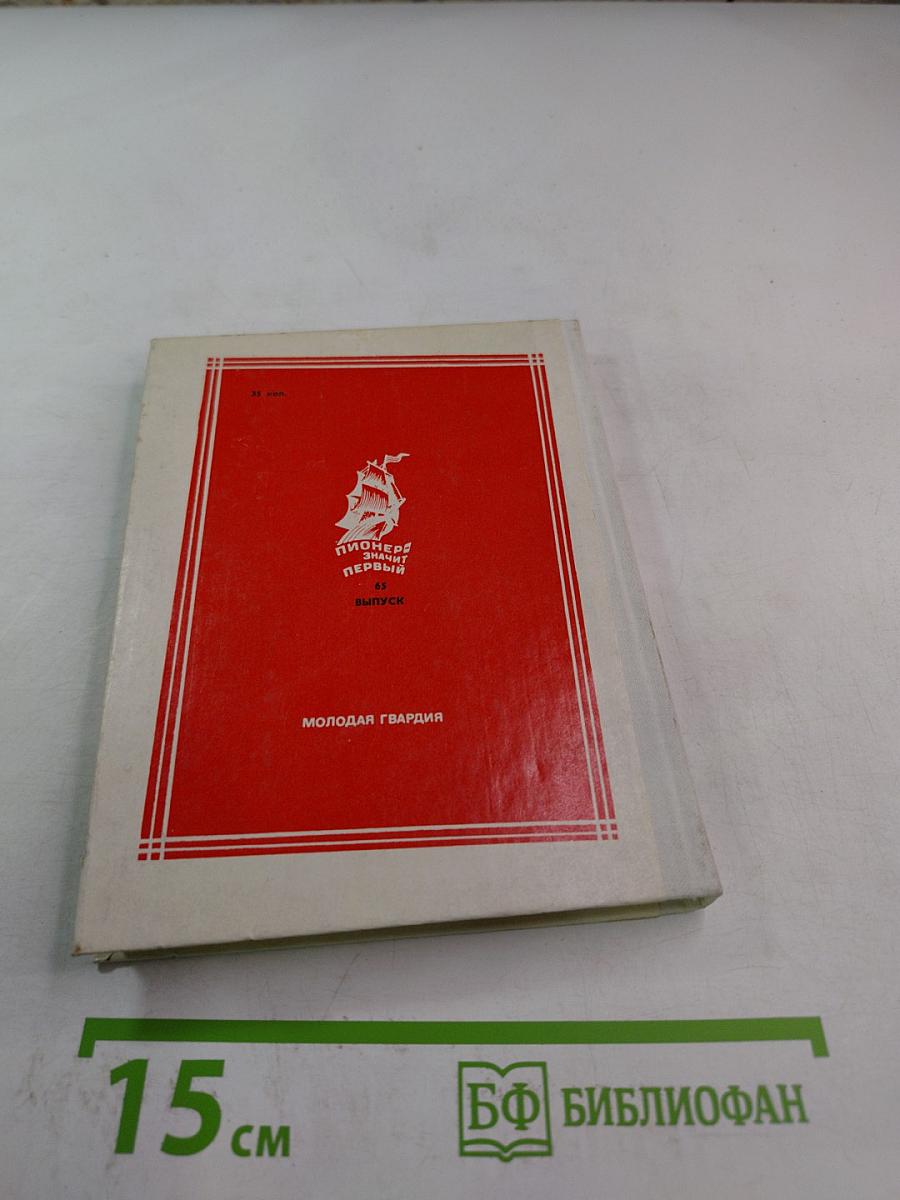 35 коп.
ПИОНЕР –
ЗНАЧИТ
ПЕРВЫЙ
65
ВЫПУСК
МОЛОДАЯ ГВАРДИЯ
15 см
БФ БИБЛИОФАН